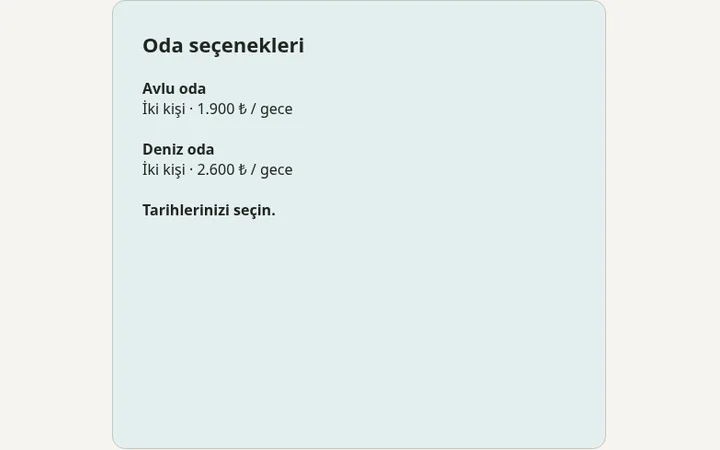 Oda seçenekleri
Avlu oda
İki kişi · 1.900 ₺ / gece
Deniz oda
İki kişi · 2.600 ₺ / gece
Tarihlerinizi seçin.